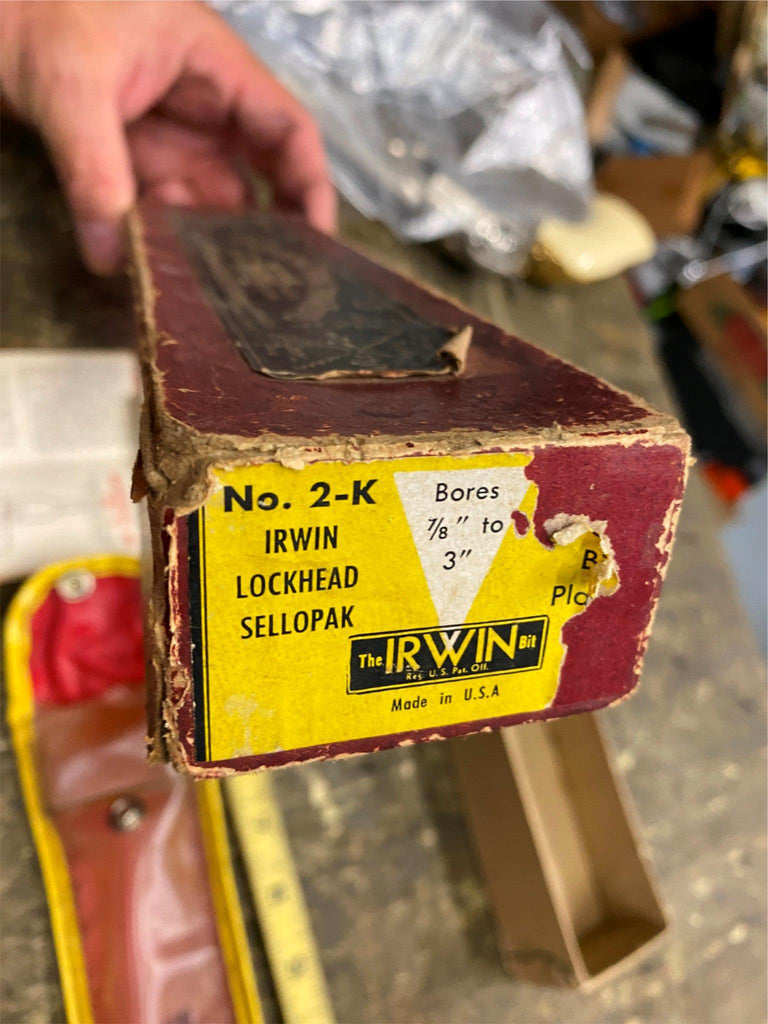 No. 2-K
IRWIN
LOCKHEAD
SELLOPAK
Bores
7/8" to
3"
The IRWIN Bit
Reg. U.S. Pat. Off.
Made in U.S.A